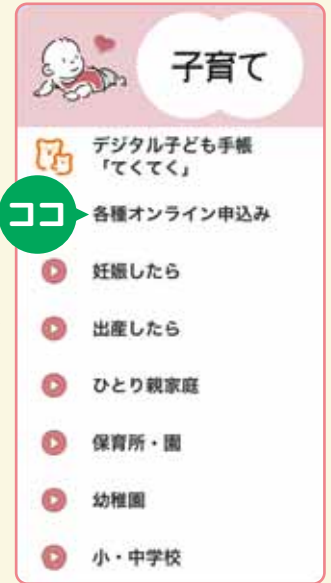 子育て
デジタル子ども手帳
「てくてく」
ココ
各種オンライン申込み
妊娠したら
出産したら
ひとり親家庭
保育所・園
幼稚園
小・中学校